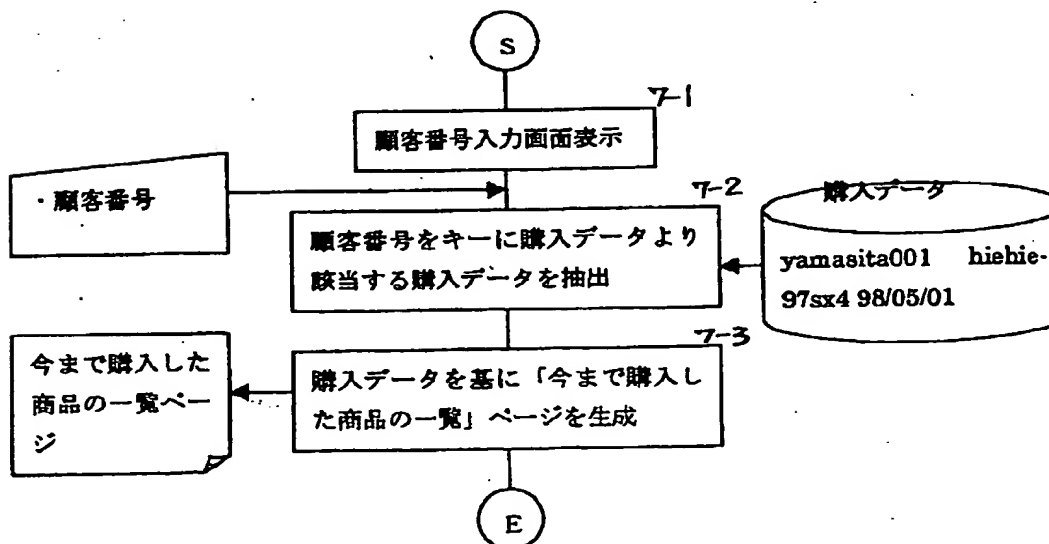 S
7-1
顧客番号入力画面表示
・顧客番号
7-2
顧客番号をキーに購入データより
該当する購入データを抽出
購入データ
yamasita001 hiehie-
97sx4 98/05/01
7-3
購入データを基に「今まで購入し
た商品の一覧」ページを生成
今まで購入した
商品の一覧ペー
ジ
E